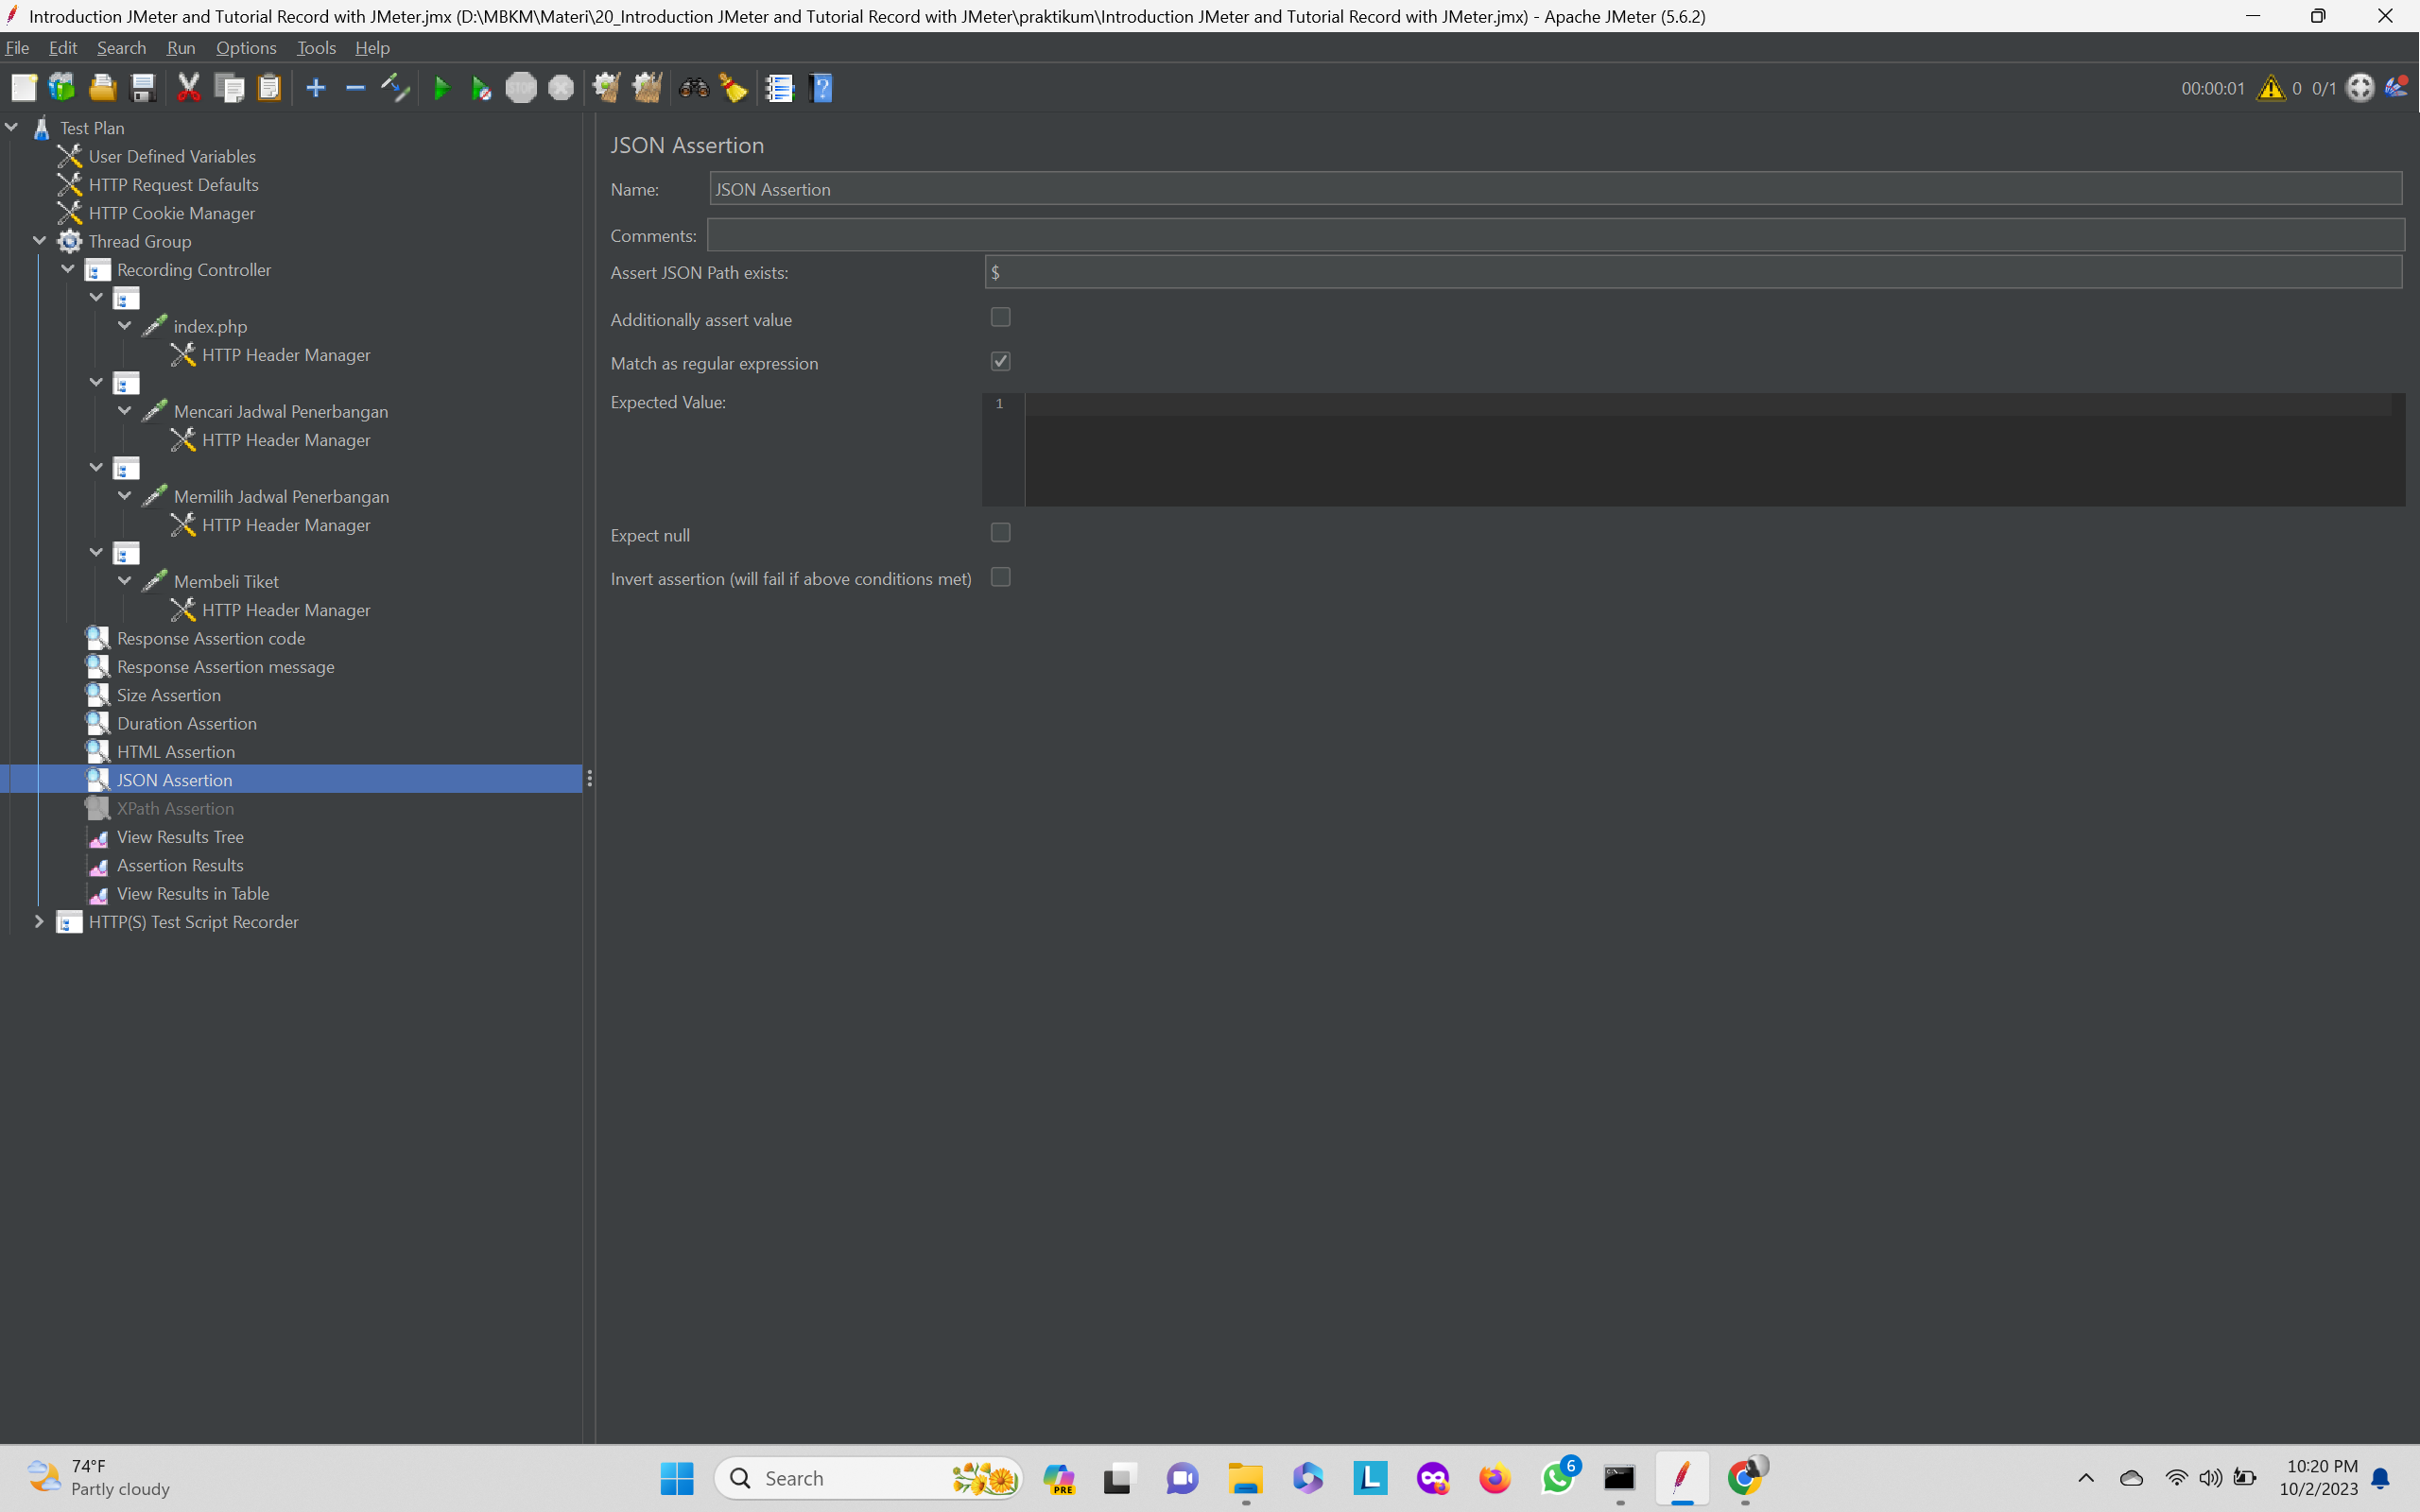 Introduction JMeter and Tutorial Record with JMeter.jmx (D:\MBKM\Materi\20_Introduction JMeter and Tutorial Record with JMeter\praktikum\Introduction JMeter and Tutorial Record with JMeter.jmx) - Apache JMeter (5.6.2)
File Edit Search Run Options Tools Help
STOP
00:00:01 0 0/1
Test Plan
User Defined Variables
HTTP Request Defaults
HTTP Cookie Manager
Thread Group
Recording Controller
index.php
HTTP Header Manager
Mencari Jadwal Penerbangan
HTTP Header Manager
Memilih Jadwal Penerbangan
HTTP Header Manager
Membeli Tiket
HTTP Header Manager
Response Assertion code
Response Assertion message
Size Assertion
Duration Assertion
HTML Assertion
JSON Assertion
XPath Assertion
View Results Tree
Assertion Results
View Results in Table
HTTP(S) Test Script Recorder
JSON Assertion
Name: JSON Assertion
Comments:
Assert JSON Path exists: $
Additionally assert value
Match as regular expression
Expected Value: 1
Expect null
Invert assertion (will fail if above conditions met)
74°F
Partly cloudy
Search
PRE
L
6
10:20 PM
10/2/2023